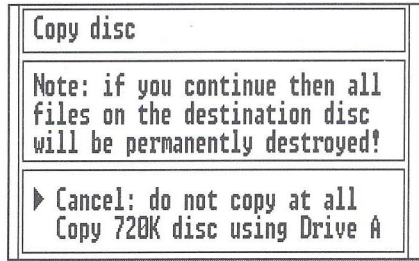 Copy disc
Note: if you continue then all
files on the destination disc
will be permanently destroyed!
Cancel: do not copy at all
Copy 720K disc using Drive A